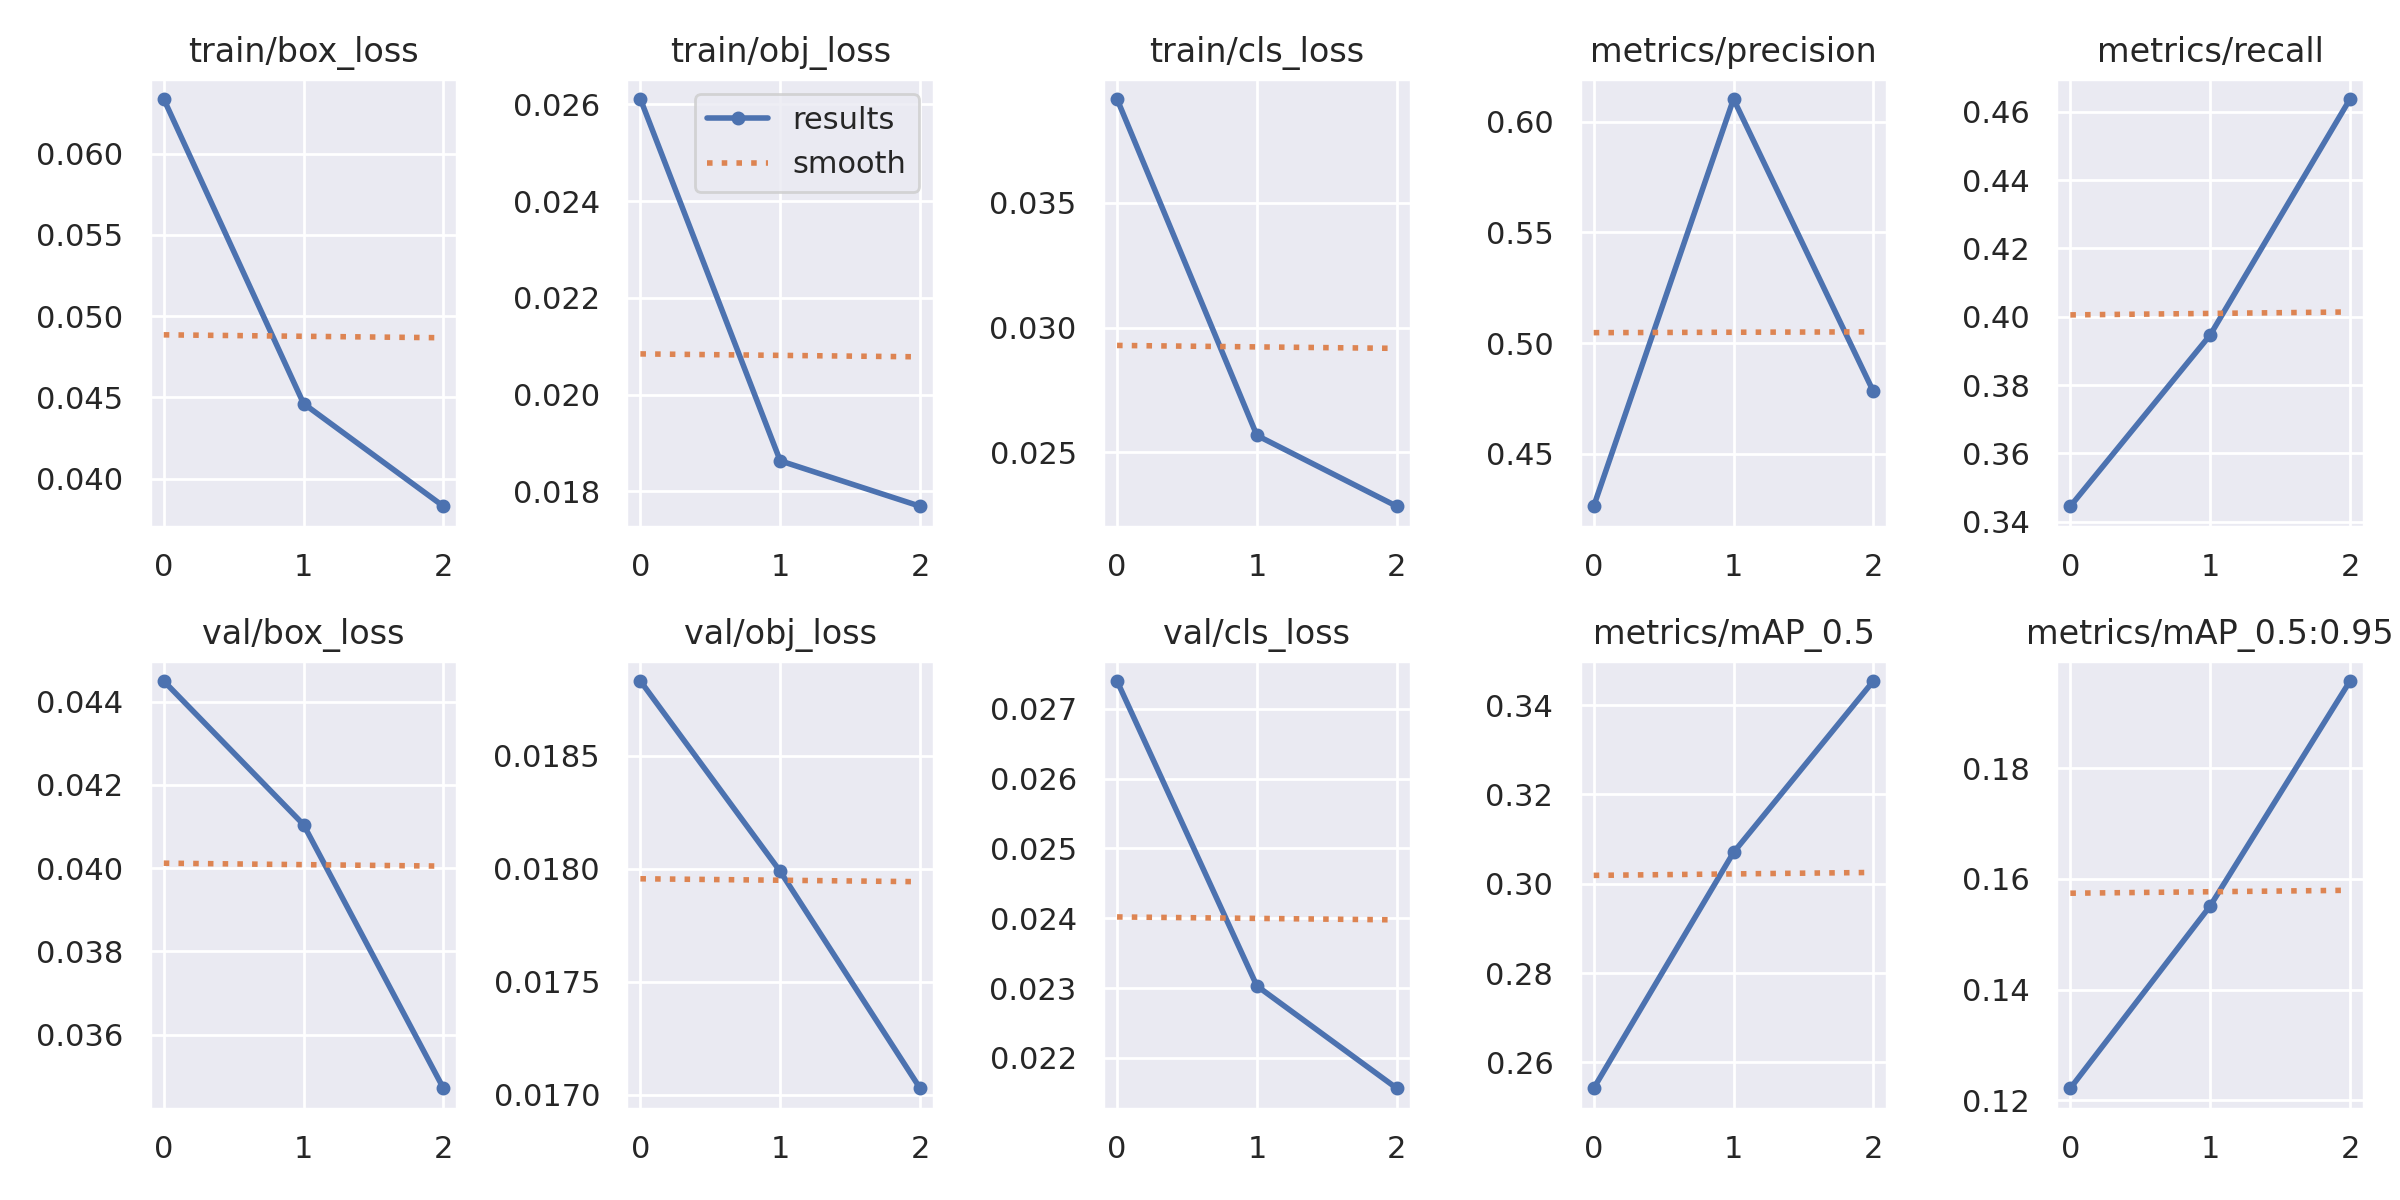 train/box_loss
0.060
0.055
0.050
0.045
0.040
0 1 2
train/obj_loss
0.026
0.024
0.022
0.020
0.018
results
smooth
0 1 2
train/cls_loss
0.035
0.030
0.025
0 1 2
metrics/precision
0.60
0.55
0.50
0.45
0 1 2
metrics/recall
0.46
0.44
0.42
0.40
0.38
0.36
0.34
0 1 2
val/box_loss
0.044
0.042
0.040
0.038
0.036
0 1 2
val/obj_loss
0.0185
0.0180
0.0175
0.0170
0 1 2
val/cls_loss
0.027
0.026
0.025
0.024
0.023
0.022
0 1 2
metrics/mAP_0.5
0.34
0.32
0.30
0.28
0.26
0 1 2
metrics/mAP_0.5:0.95
0.18
0.16
0.14
0.12
0 1 2